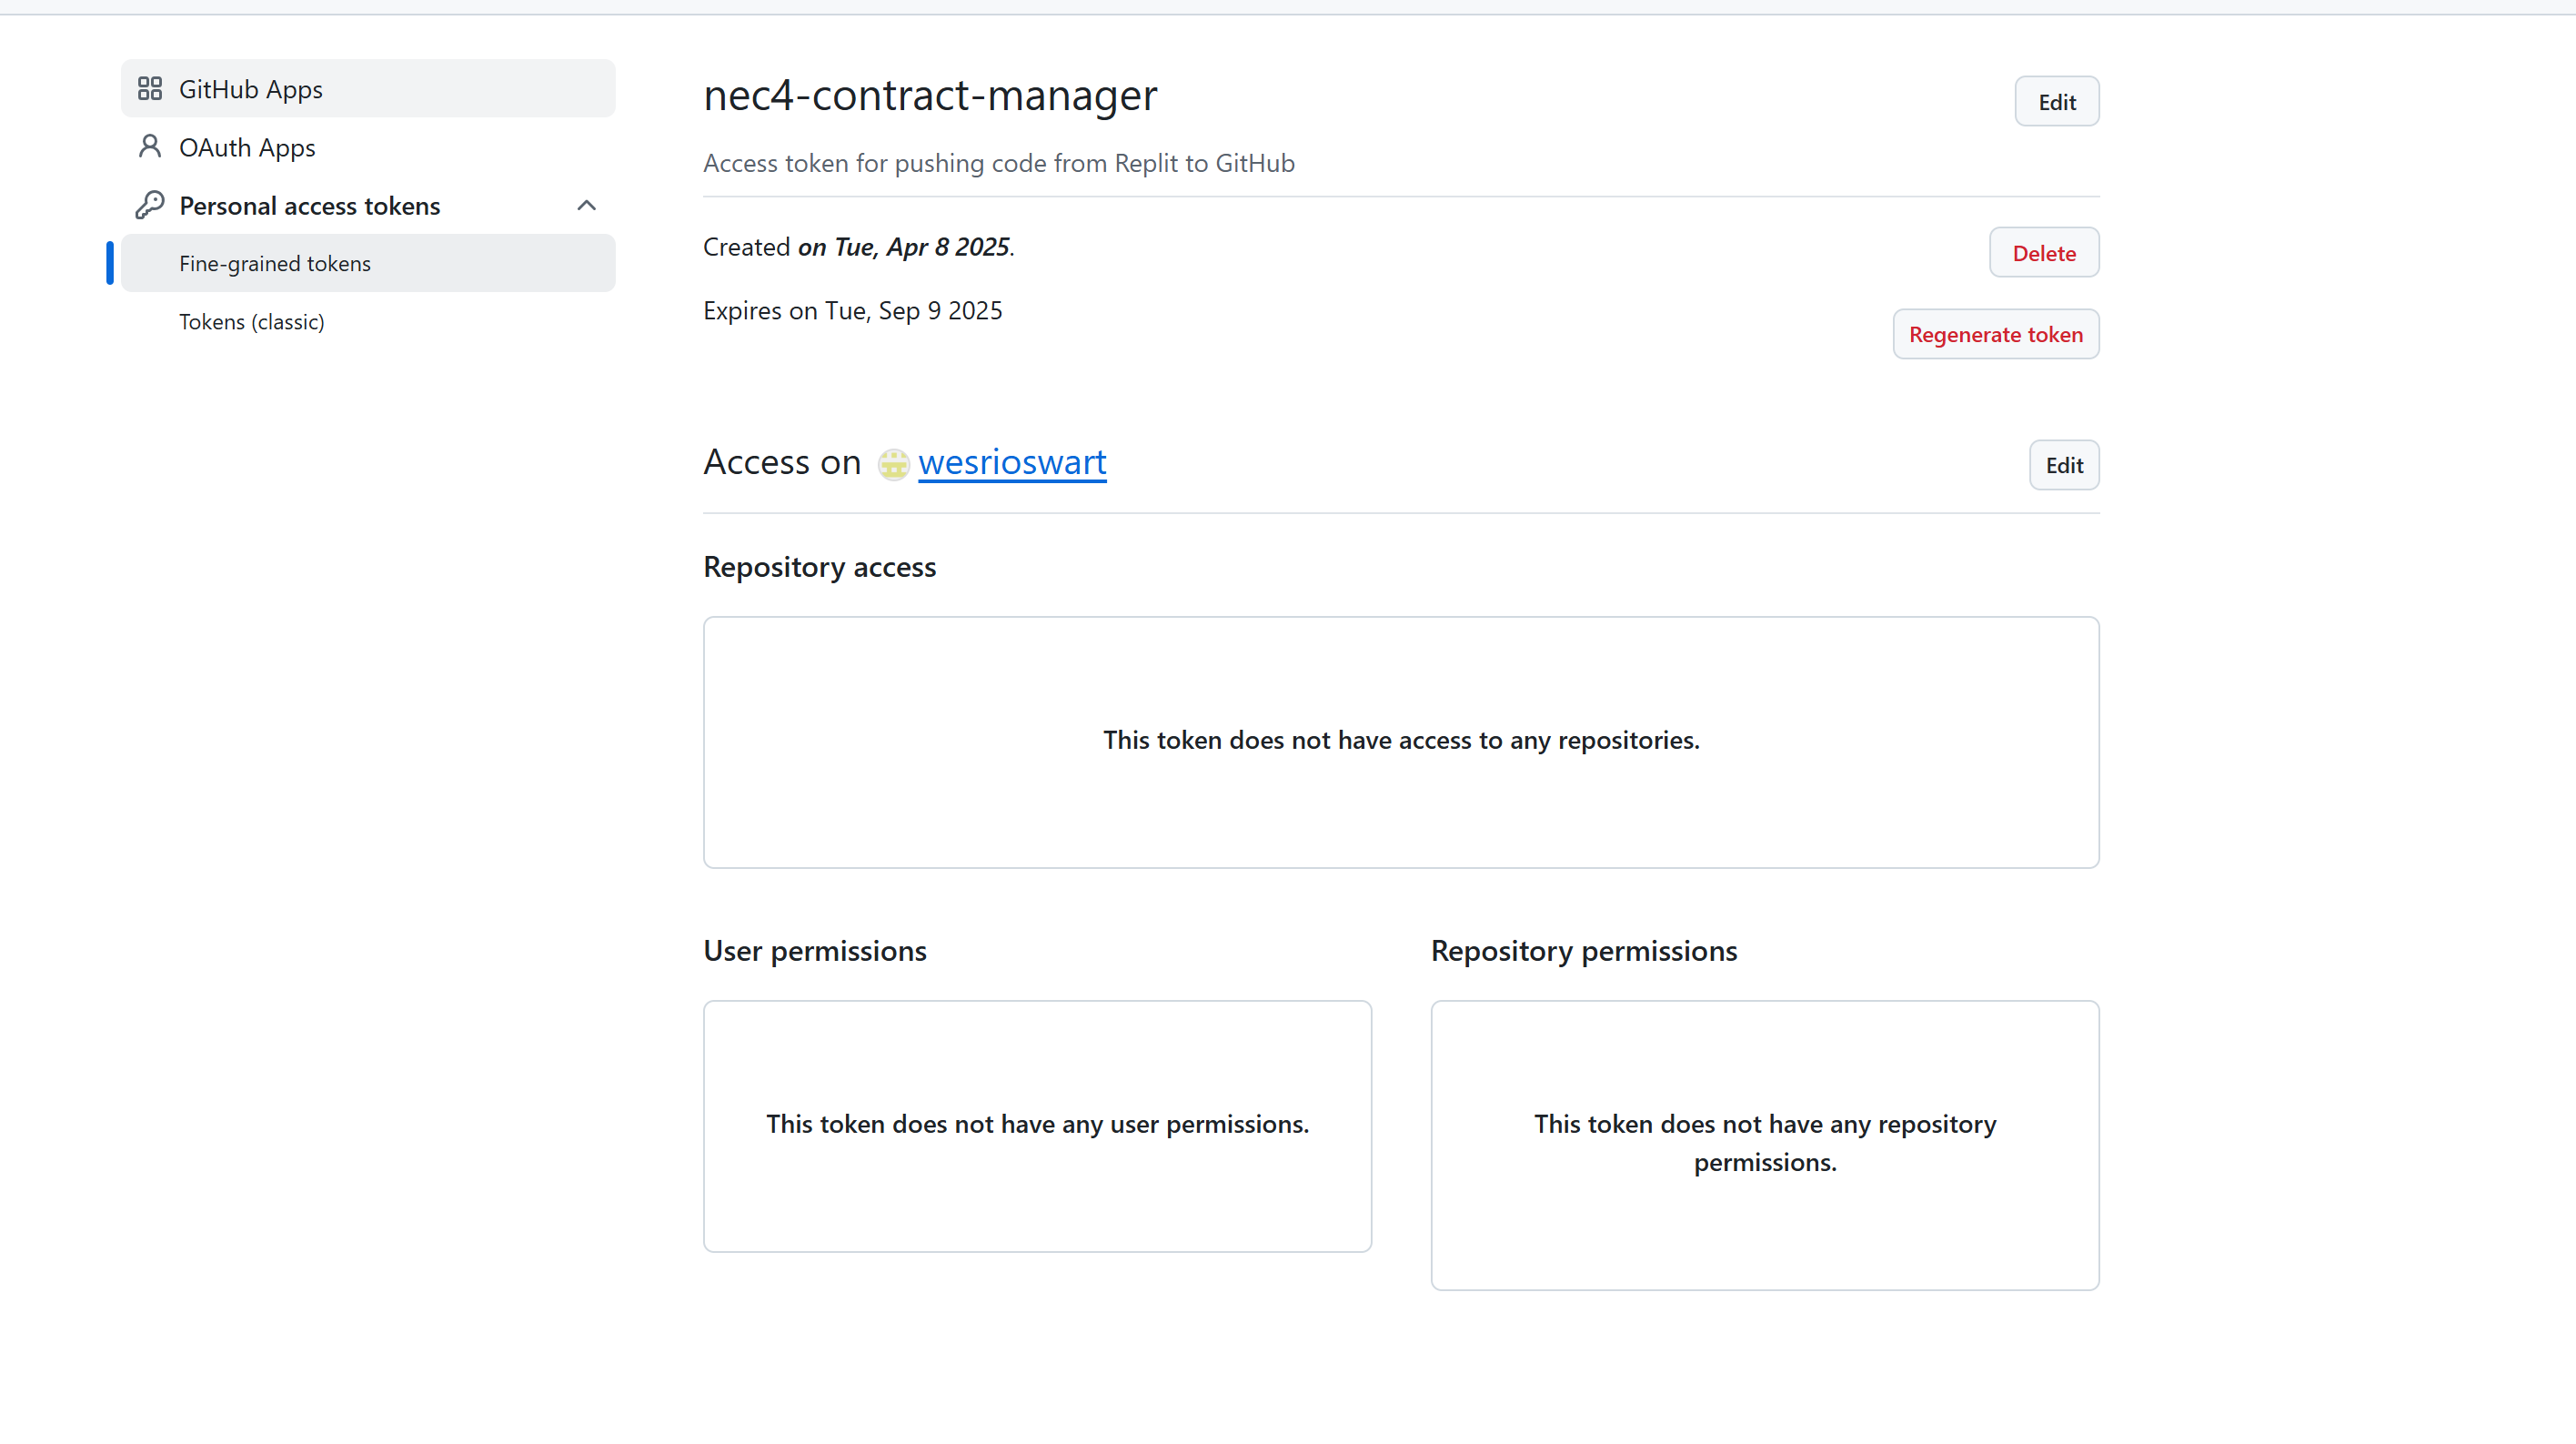 GitHub Apps
OAuth Apps
Personal access tokens
Fine-grained tokens
Tokens (classic)
nec4-contract-manager
Edit
Access token for pushing code from Replit to GitHub
Created on Tue, Apr 8 2025.
Delete
Expires on Tue, Sep 9 2025
Regenerate token
Access on wesrioswart
Edit
Repository access
This token does not have access to any repositories.
User permissions
This token does not have any user permissions.
Repository permissions
This token does not have any repository
permissions.